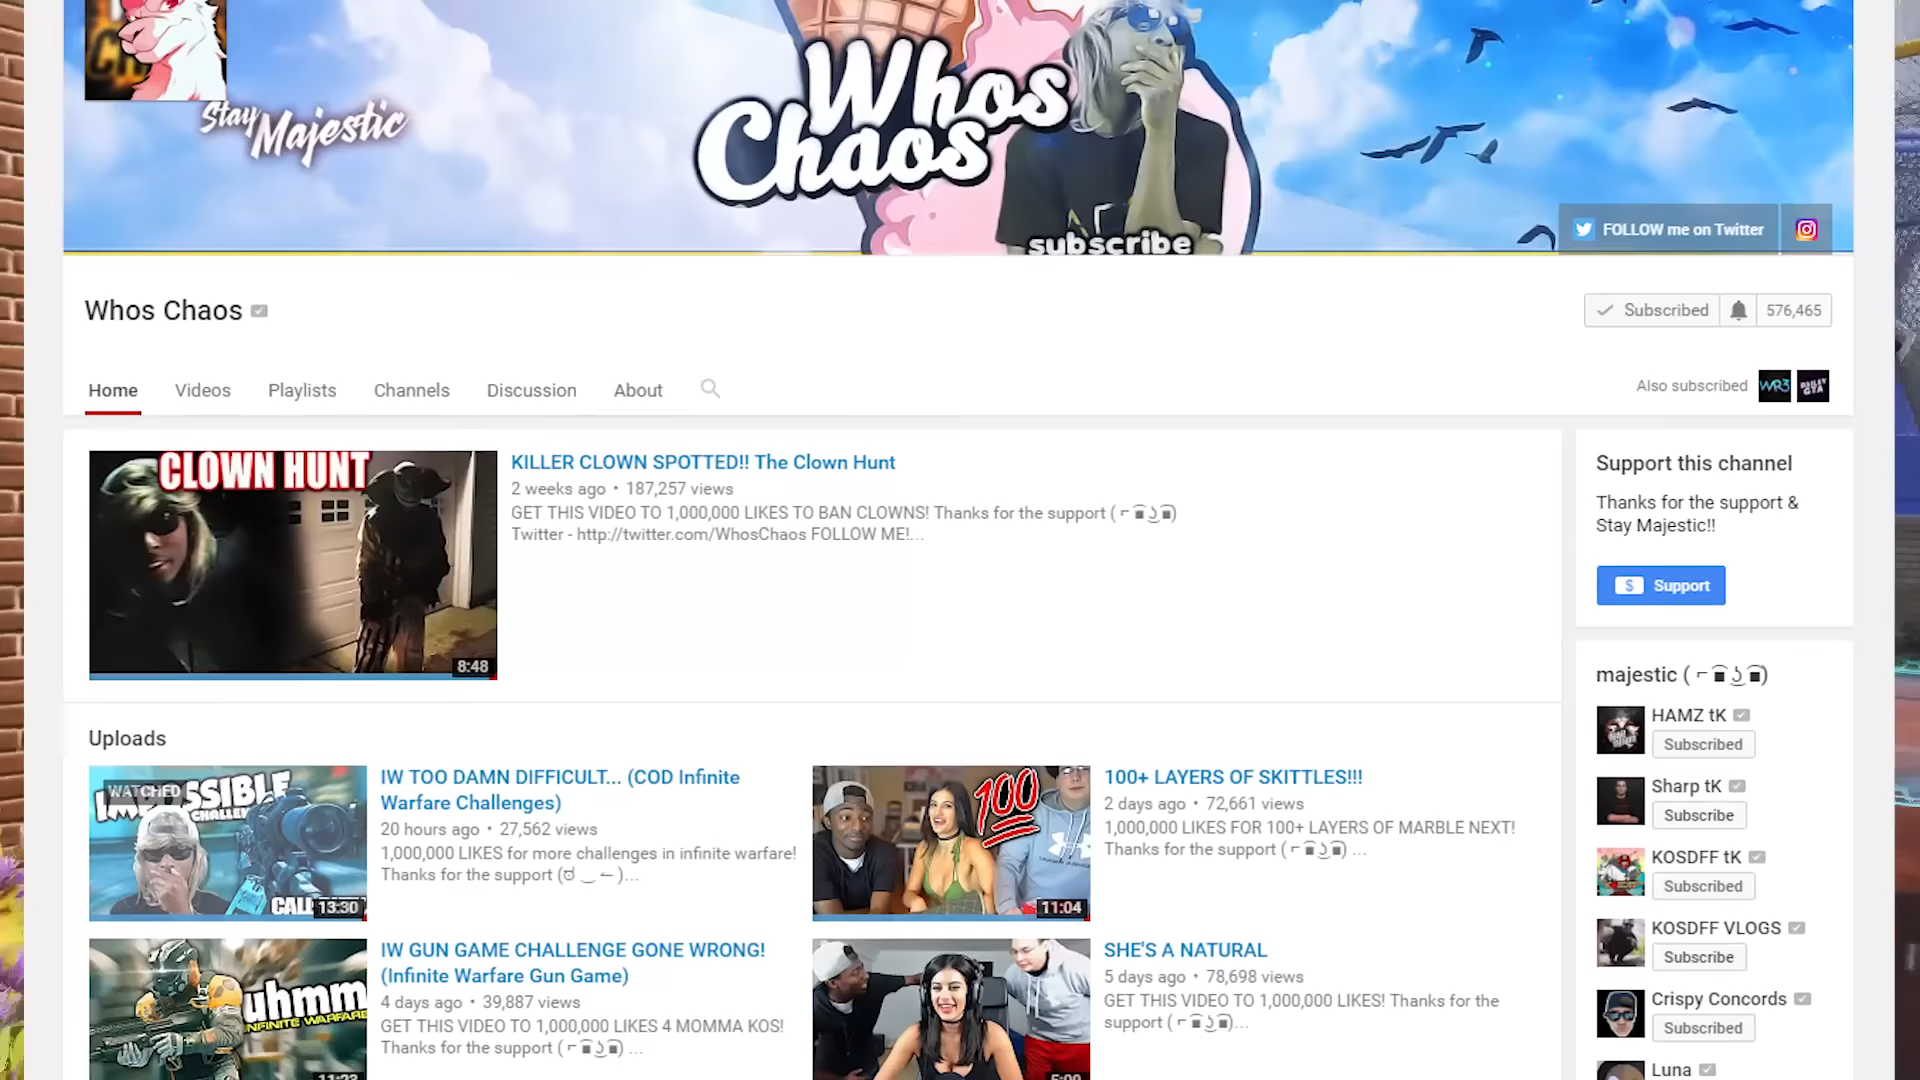 Stay Majestic
Whos
Chaos
subscribe
FOLLOW me on Twitter
Whos Chaos
Subscribed 576,465
Home Videos Playlists Channels Discussion About
Also subscribed WR3 BAILEY GTA
CLOWN HUNT
8:48
KILLER CLOWN SPOTTED!! The Clown Hunt
2 weeks ago • 187,257 views
GET THIS VIDEO TO 1,000,000 LIKES TO BAN CLOWNS! Thanks for the support ( ⌐ ͡■ ͜ʖ ͡■)
Twitter - http://twitter.com/WhosChaos FOLLOW ME!...
Support this channel
Thanks for the support &
Stay Majestic!!
$ Support
Uploads
WATCHED
IMPOSSIBLE
CHALLENGE
CALL
13:30
IW TOO DAMN DIFFICULT... (COD Infinite
Warfare Challenges)
20 hours ago • 27,562 views
1,000,000 LIKES for more challenges in infinite warfare!
Thanks for the support (ಠ ‿ ↼ )...
100
11:04
100+ LAYERS OF SKITTLES!!!
2 days ago • 72,661 views
1,000,000 LIKES FOR 100+ LAYERS OF MARBLE NEXT!
Thanks for the support ( ⌐ ͡■ ͜ʖ ͡■) ...
uhmm
INFINITE WARFARE
11:23
IW GUN GAME CHALLENGE GONE WRONG!
(Infinite Warfare Gun Game)
4 days ago • 39,887 views
GET THIS VIDEO TO 1,000,000 LIKES 4 MOMMA KOS!
Thanks for the support ( ⌐ ͡■ ͜ʖ ͡■) ...
5:09
SHE'S A NATURAL
5 days ago • 78,698 views
GET THIS VIDEO TO 1,000,000 LIKES! Thanks for the
support ( ⌐ ͡■ ͜ʖ ͡■)...
majestic ( ⌐ ͡■ ͜ʖ ͡■)
HAMZ tK
Subscribed
Sharp tK
Subscribe
KOSDFF tK
Subscribed
KOSDFF VLOGS
Subscribe
Crispy Concords
Subscribed
Luna